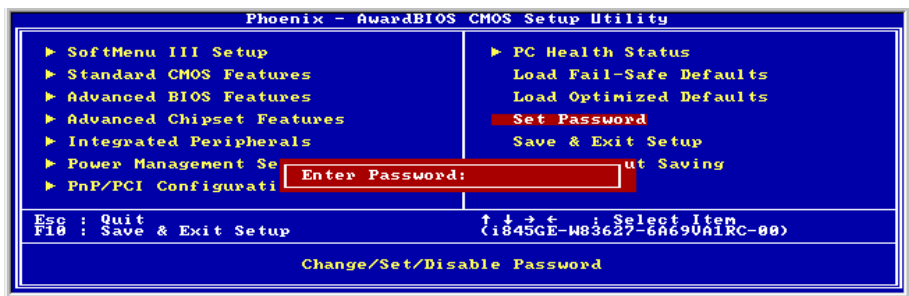 Phoenix - AwardBIOS CMOS Setup Utility
▶ SoftMenu III Setup
▶ Standard CMOS Features
▶ Advanced BIOS Features
▶ Advanced Chipset Features
▶ Integrated Peripherals
▶ Power Management Se
▶ PnP/PCI Configurati
▶ PC Health Status
Load Fail-Safe Defaults
Load Optimized Defaults
Set Password
Save & Exit Setup
ut Saving
Enter Password:
Esc : Quit
F10 : Save & Exit Setup
↑ ↓ → ← : Select Item
(i845GE-W83627-6A69VA1RC-00)
Change/Set/Disable Password